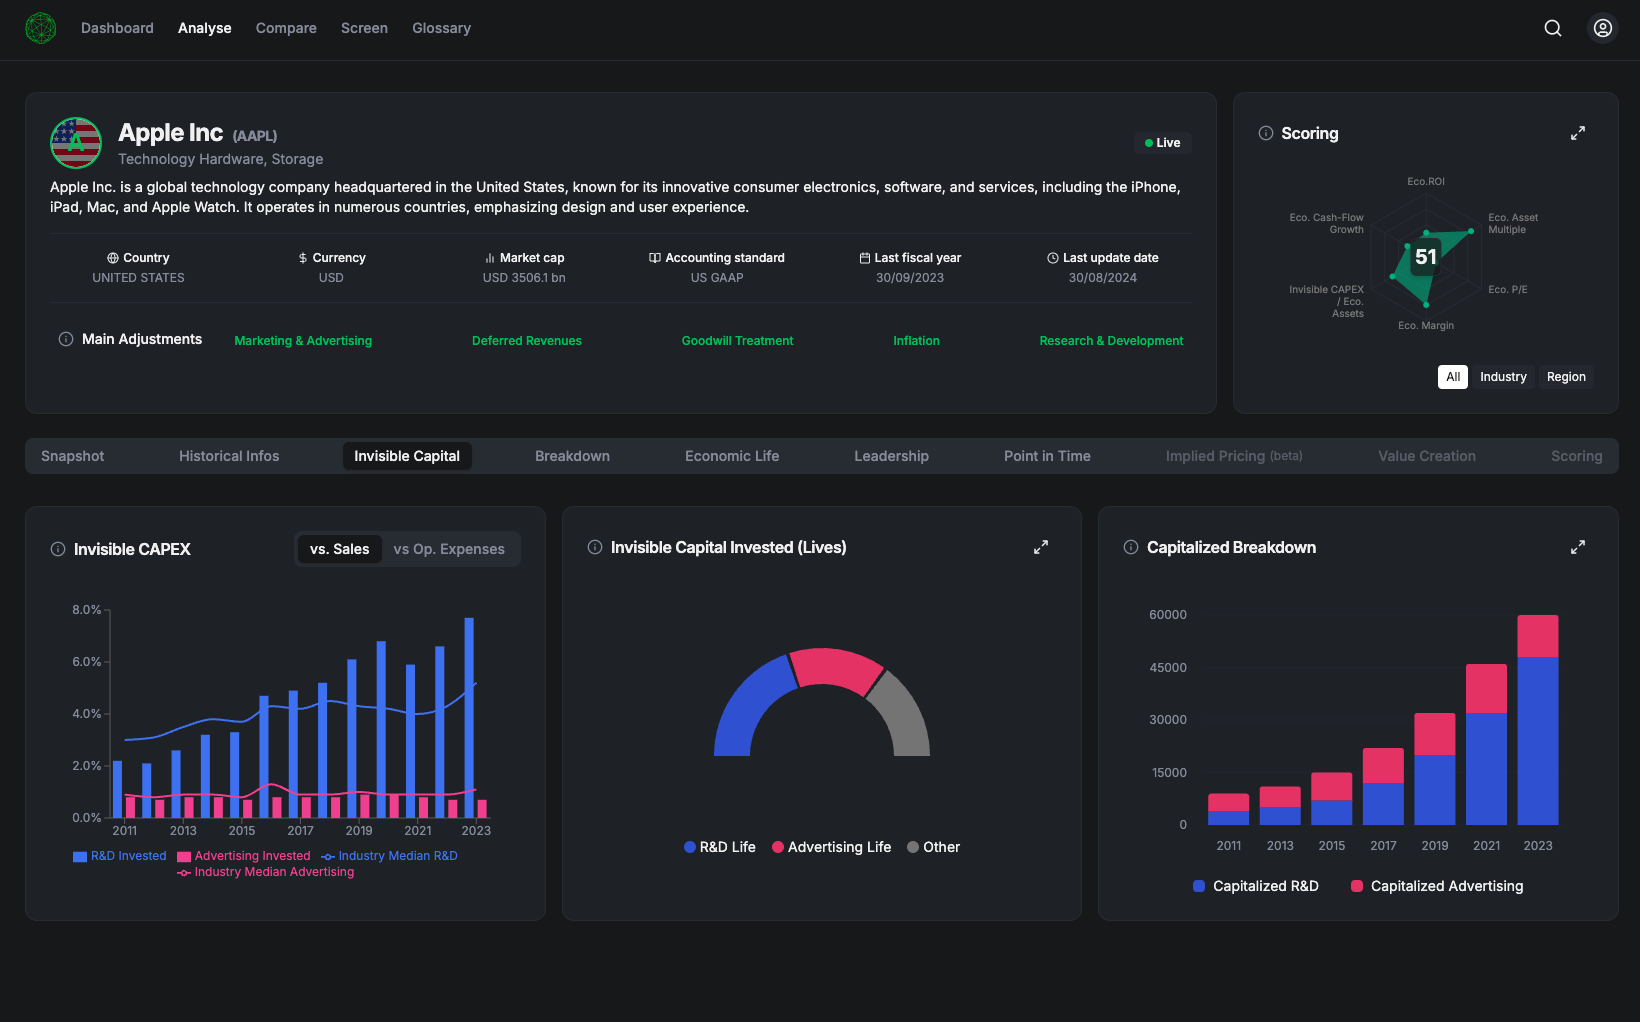 Dashboard Analyse Compare Screen Glossary
A
Apple Inc (AAPL)
Technology Hardware, Storage
Live
Apple Inc. is a global technology company headquartered in the United States, known for its innovative consumer electronics, software, and services, including the iPhone,
iPad, Mac, and Apple Watch. It operates in numerous countries, emphasizing design and user experience.
Country Currency Market cap Accounting standard Last fiscal year Last update date
UNITED STATES USD USD 3506.1 bn US GAAP 30/09/2023 30/08/2024
Main Adjustments Marketing & Advertising Deferred Revenues Goodwill Treatment Inflation Research & Development
Scoring
Eco.ROI
Eco. Cash-Flow
Growth
Eco. Asset
Multiple
51
Invisible CAPEX
/ Eco.
Assets
Eco. P/E
Eco. Margin
All Industry Region
Snapshot Historical Infos Invisible Capital Breakdown Economic Life Leadership Point in Time Implied Pricing (beta) Value Creation Scoring
Invisible CAPEX
vs. Sales vs Op. Expenses
8.0%
6.0%
4.0%
2.0%
0.0%
2011 2013 2015 2017 2019 2021 2023
R&D Invested Advertising Invested Industry Median R&D
Industry Median Advertising
Invisible Capital Invested (Lives)
R&D Life Advertising Life Other
Capitalized Breakdown
60000
45000
30000
15000
0
2011 2013 2015 2017 2019 2021 2023
Capitalized R&D Capitalized Advertising